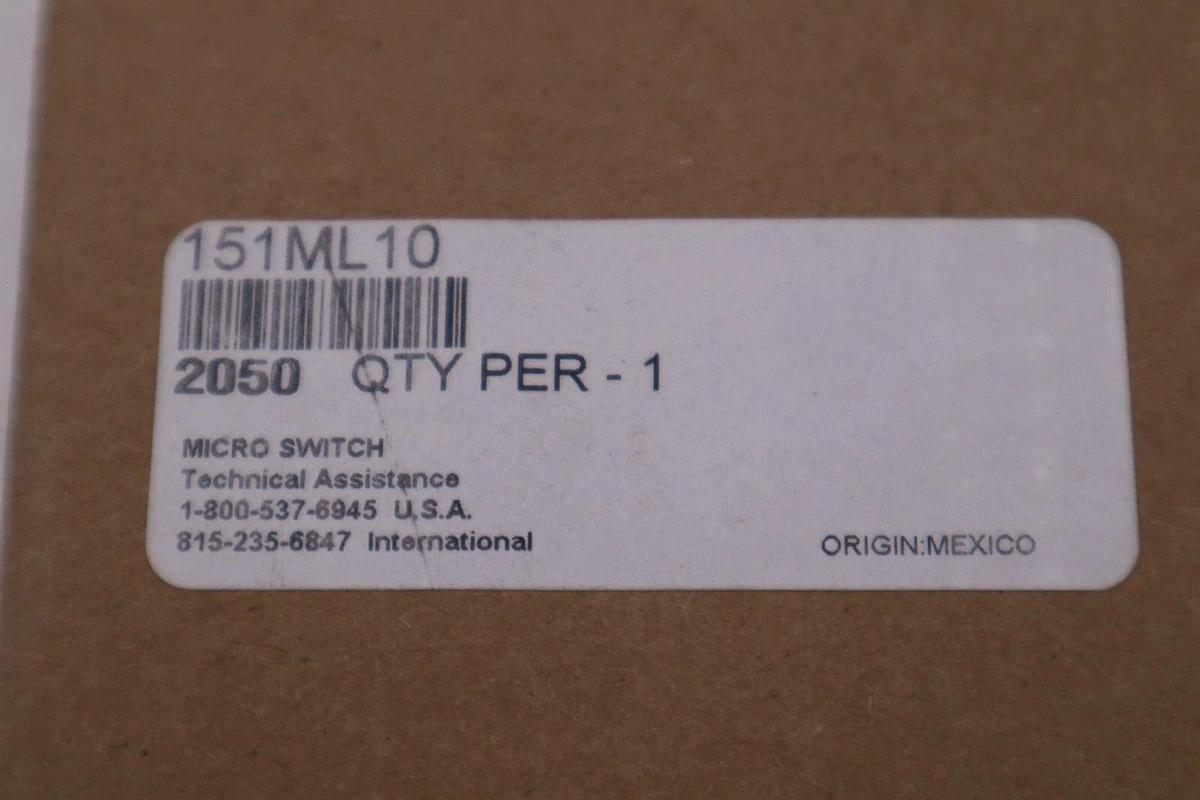 151ML10
2050 QTY PER - 1
MICRO SWITCH
Technical Assistance
1-800-537-6945 U.S.A.
815-235-6847 International
ORIGIN:MEXICO